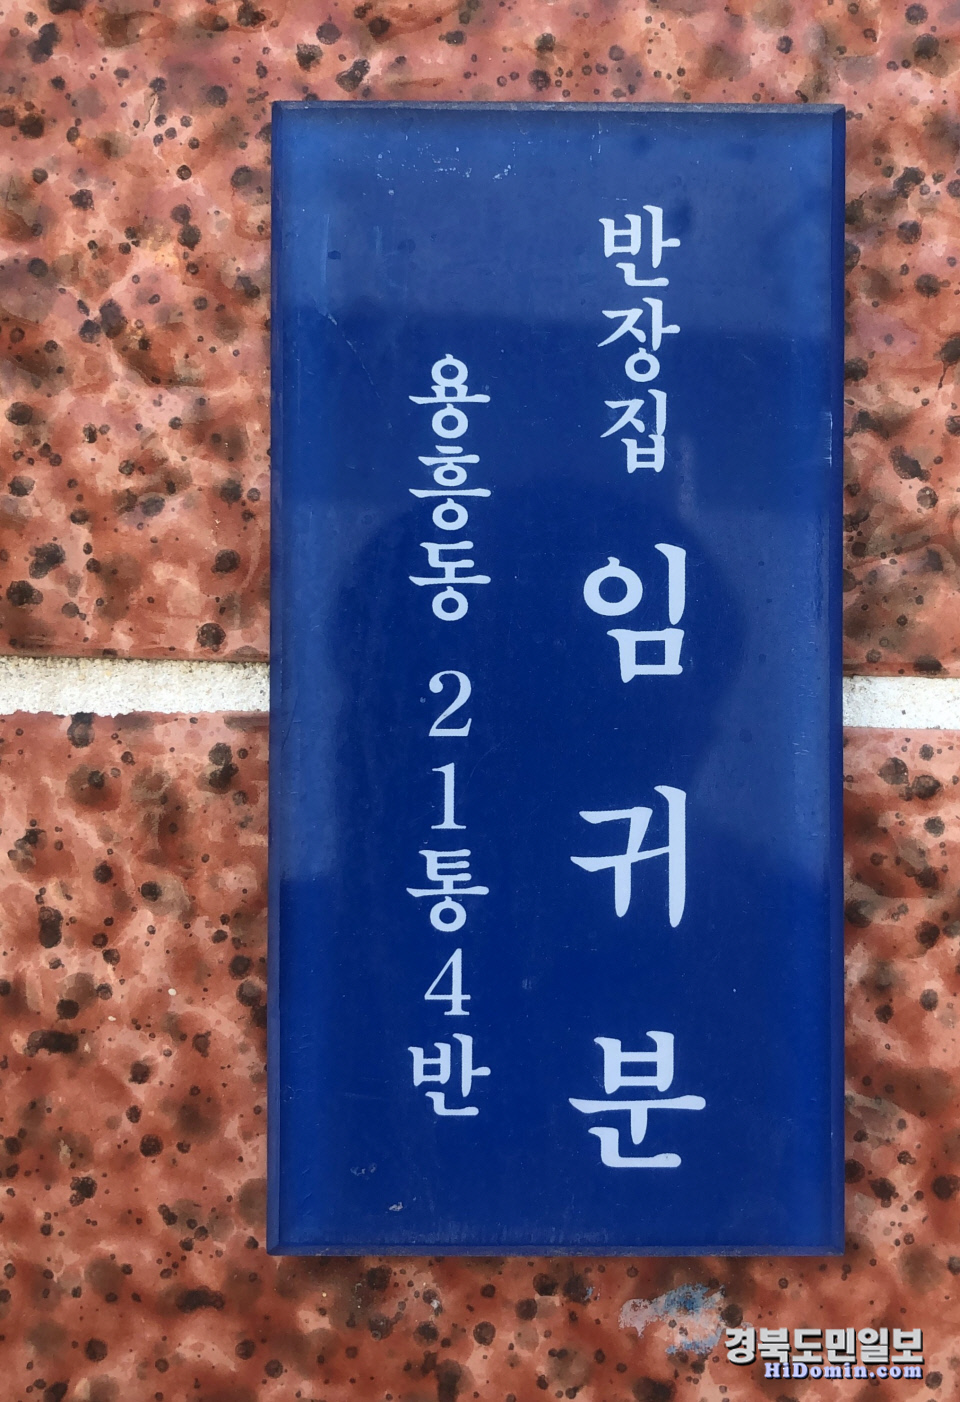 반장집 임귀분
용흥동 21통4반
경북도민일보
HiDomin.com